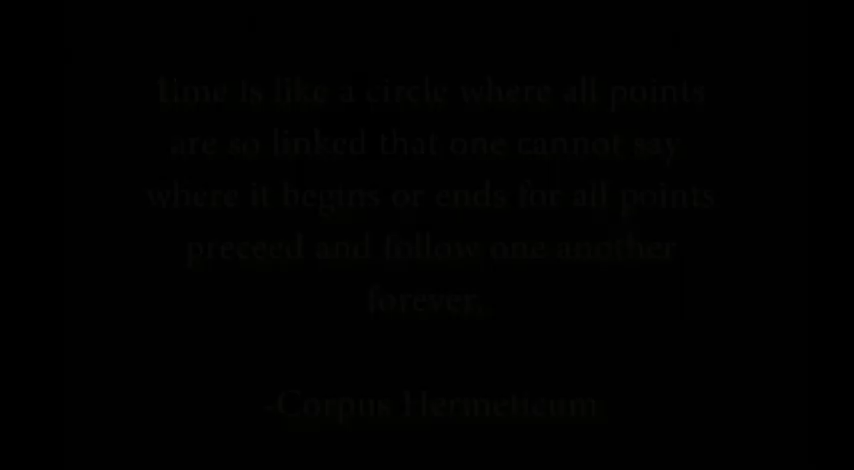 time is like a circle where all points
are so linked that one cannot say
where it begins or ends for all points
preceed and follow one another
forever.
-Corpus Hermeticum